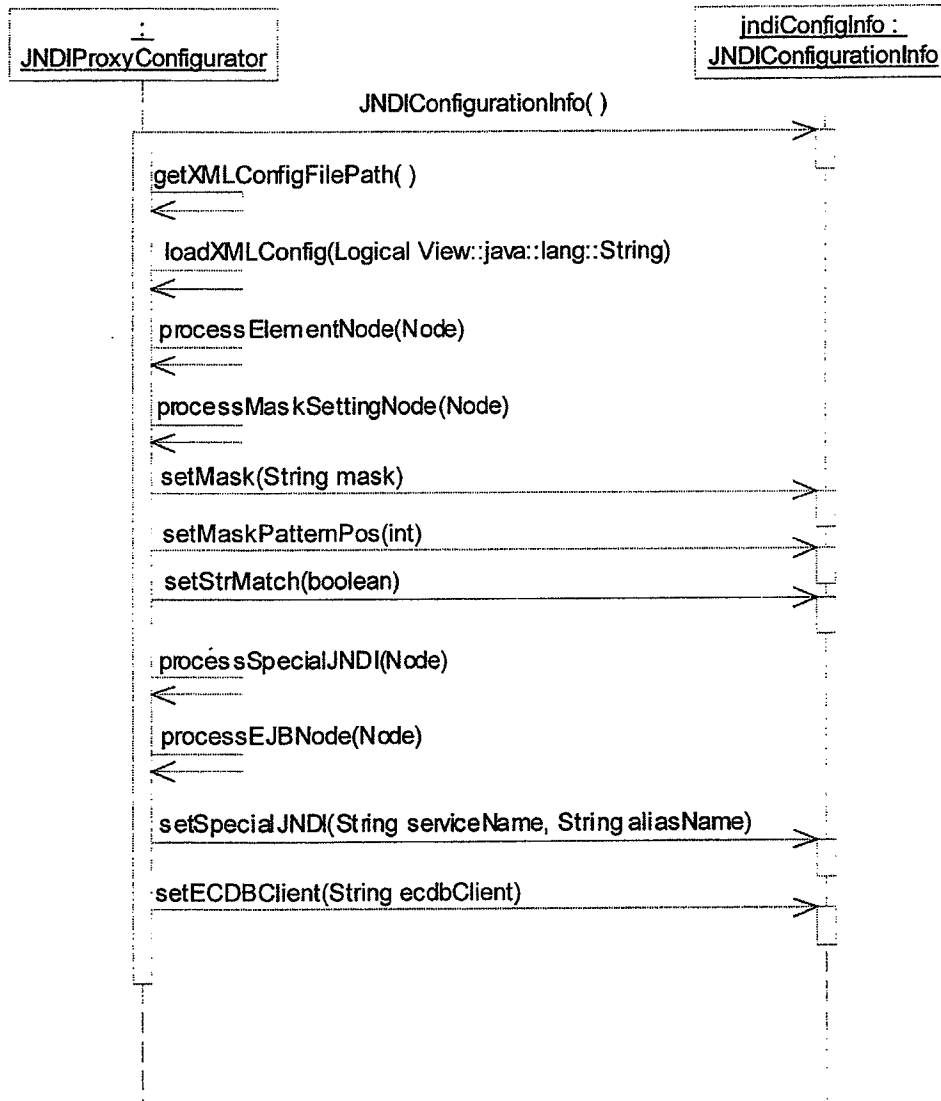 :
JNDIProxyConfigurator
jndiConfigInfo :
JNDIConfigurationInfo
JNDIConfigurationInfo( )
getXMLConfigFilePath( )
loadXMLConfig(Logical View::java::lang::String)
processElementNode(Node)
processMaskSettingNode(Node)
setMask(String mask)
setMaskPatternPos(int)
setStrMatch(boolean)
processSpecialJNDI(Node)
processEJBNode(Node)
setSpecialJNDI(String serviceName, String aliasName)
setECDBClient(String ecdbClient)